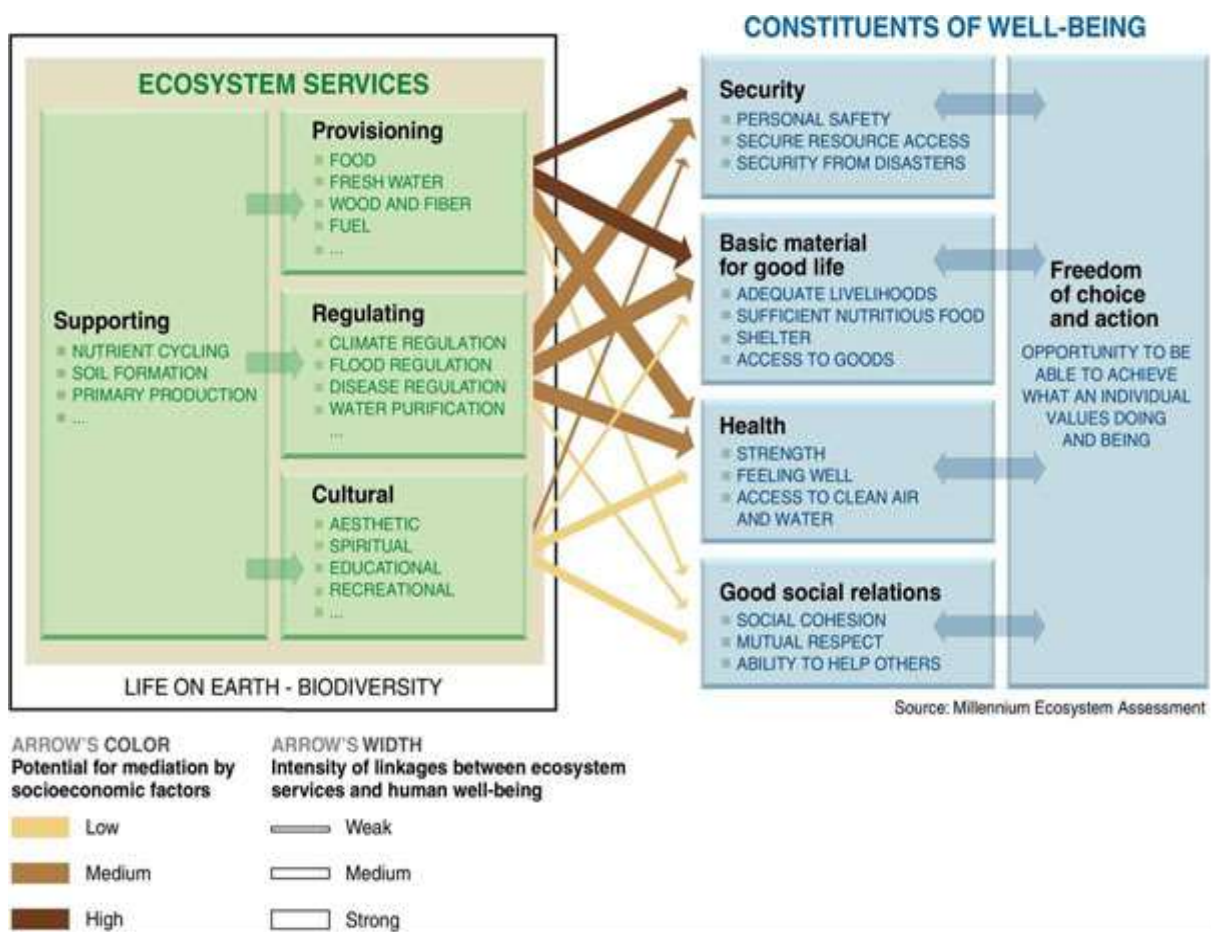 CONSTITUENTS OF WELL-BEING
ECOSYSTEM SERVICES
Supporting
NUTRIENT CYCLING
SOIL FORMATION
PRIMARY PRODUCTION
...
Provisioning
FOOD
FRESH WATER
WOOD AND FIBER
FUEL
...
Regulating
CLIMATE REGULATION
FLOOD REGULATION
DISEASE REGULATION
WATER PURIFICATION
...
Cultural
AESTHETIC
SPIRITUAL
EDUCATIONAL
RECREATIONAL
...
LIFE ON EARTH - BIODIVERSITY
Security
PERSONAL SAFETY
SECURE RESOURCE ACCESS
SECURITY FROM DISASTERS
Basic material
for good life
ADEQUATE LIVELIHOODS
SUFFICIENT NUTRITIOUS FOOD
SHELTER
ACCESS TO GOODS
Health
STRENGTH
FEELING WELL
ACCESS TO CLEAN AIR
AND WATER
Good social relations
SOCIAL COHESION
MUTUAL RESPECT
ABILITY TO HELP OTHERS
Freedom
of choice
and action
OPPORTUNITY TO BE
ABLE TO ACHIEVE
WHAT AN INDIVIDUAL
VALUES DOING
AND BEING
Source: Millennium Ecosystem Assessment
ARROW'S COLOR
Potential for mediation by
socioeconomic factors
Low
Medium
High
ARROW'S WIDTH
Intensity of linkages between ecosystem
services and human well-being
Weak
Medium
Strong